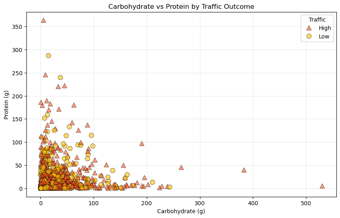 Carbohydrate vs Protein by Traffic Outcome
Traffic
High
Low
Protein (g)
350
300
250
200
150
100
50
0
0
100
200
300
400
500
Carbohydrate (g)